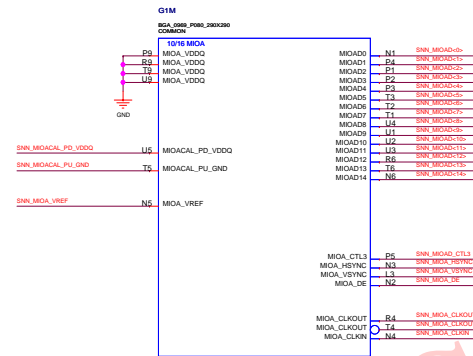 G1M
BGA_0969_P080_290X290
COMMON
10/16 MIOA
P9 MIOA_VDDQ
R9 MIOA_VDDQ
T9 MIOA_VDDQ
U9 MIOA_VDDQ
GND
SNN_MIOACAL_PD_VDDQ U5 MIOACAL_PD_VDDQ
SNN_MIOACAL_PU_GND T5 MIOACAL_PU_GND
SNN_MIOA_VREF N5 MIOA_VREF
MIOAD0 N1 SNN_MIOAD<0>
MIOAD1 P4 SNN_MIOAD<1>
MIOAD2 P1 SNN_MIOAD<2>
MIOAD3 P2 SNN_MIOAD<3>
MIOAD4 P3 SNN_MIOAD<4>
MIOAD5 T3 SNN_MIOAD<5>
MIOAD6 T2 SNN_MIOAD<6>
MIOAD7 T1 SNN_MIOAD<7>
MIOAD8 U4 SNN_MIOAD<8>
MIOAD9 U1 SNN_MIOAD<9>
MIOAD10 U2 SNN_MIOAD<10>
MIOAD11 U3 SNN_MIOAD<11>
MIOAD12 R6 SNN_MIOAD<12>
MIOAD13 T6 SNN_MIOAD<13>
MIOAD14 N6 SNN_MIOAD<14>
MIOA_CTL3 P5 SNN_MIOAD_CTL3
MIOA_HSYNC N3 SNN_MIOA_HSYNC
MIOA_VSYNC L3 SNN_MIOA_VSYNC
MIOA_DE N2 SNN_MIOA_DE
MIOA_CLKOUT R4 SNN_MIOA_CLKOUT
MIOA_CLKOUT T4 SNN_MIOA_CLKOU
MIOA_CLKIN N4 SNN_MIOA_CLKIN